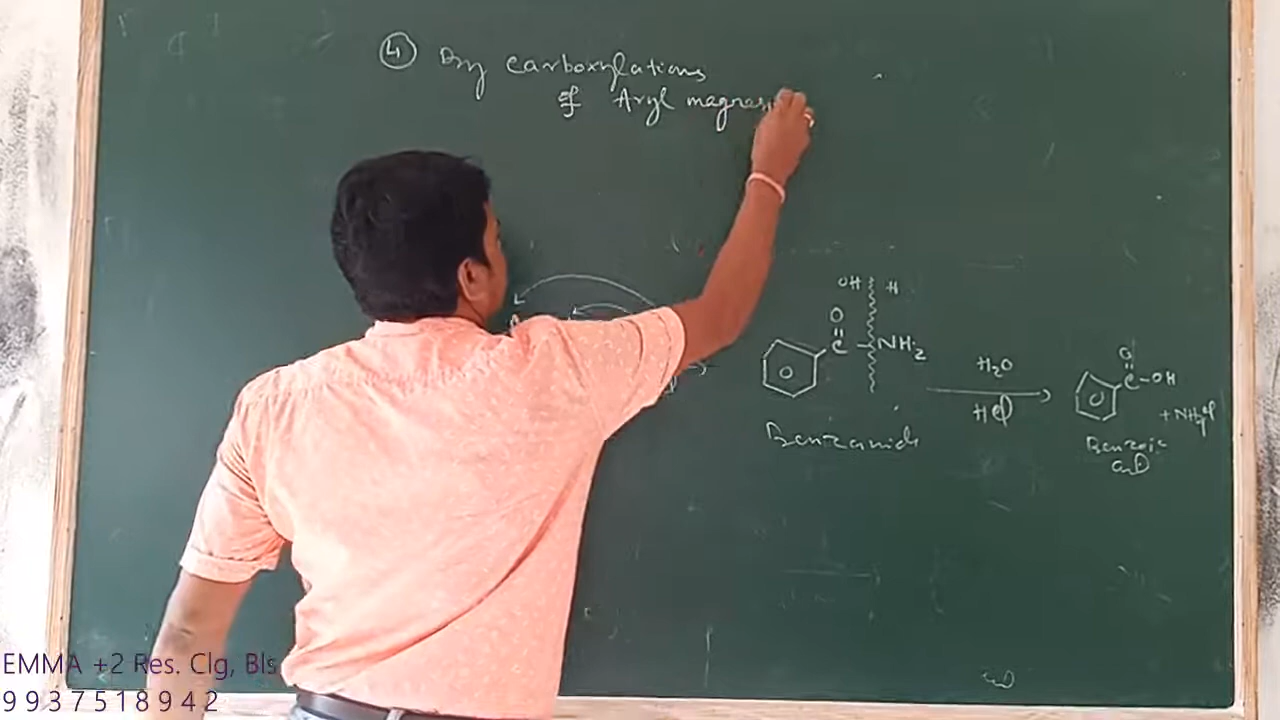 ④ By carboxylations
of Aryl magnes
OH H
O
C - NH2
H2O
HCl
O
C-OH
+ NH4Cl
Benzamide
Benzoic
acid
EMMA +2 Res. Clg, Bls
9937518942